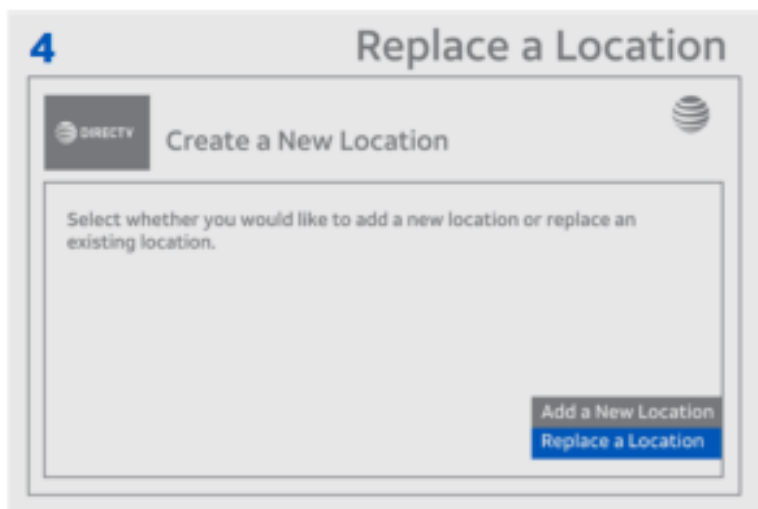 4
Replace a Location
DIRECTV
Create a New Location
Select whether you would like to add a new location or replace an
existing location.
Add a New Location
Replace a Location